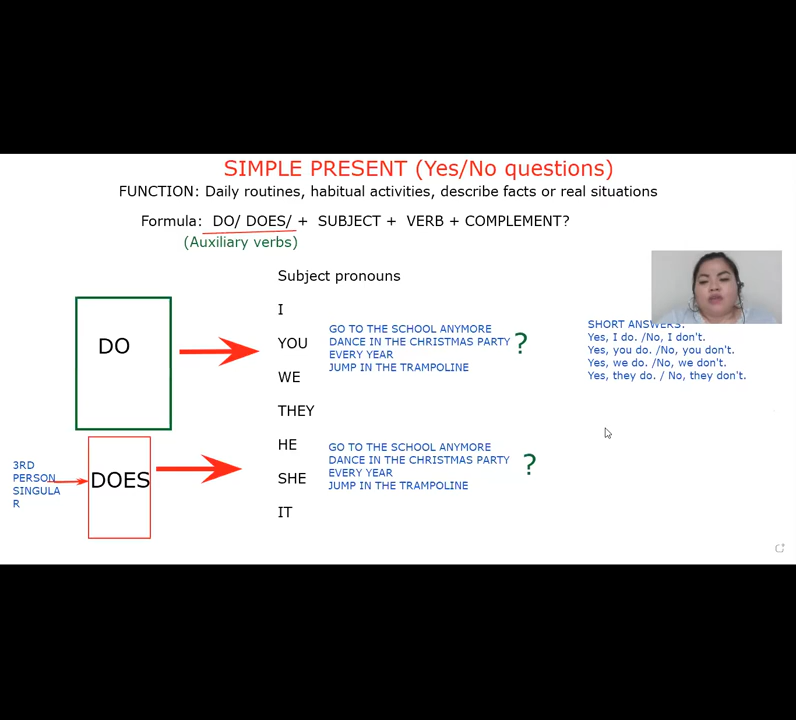 SIMPLE PRESENT (Yes/No questions)
FUNCTION: Daily routines, habitual activities, describe facts or real situations
Formula: DO/ DOES/ + SUBJECT + VERB + COMPLEMENT?
(Auxiliary verbs)
Subject pronouns
DO
I
YOU
WE
THEY
GO TO THE SCHOOL ANYMORE
DANCE IN THE CHRISTMAS PARTY
EVERY YEAR
JUMP IN THE TRAMPOLINE
?
SHORT ANSWERS:
Yes, I do. /No, I don't.
Yes, you do. /No, you don't.
Yes, we do. /No, we don't.
Yes, they do. / No, they don't.
3RD
PERSON
SINGULA
R
DOES
HE
SHE
IT
GO TO THE SCHOOL ANYMORE
DANCE IN THE CHRISTMAS PARTY
EVERY YEAR
JUMP IN THE TRAMPOLINE
?